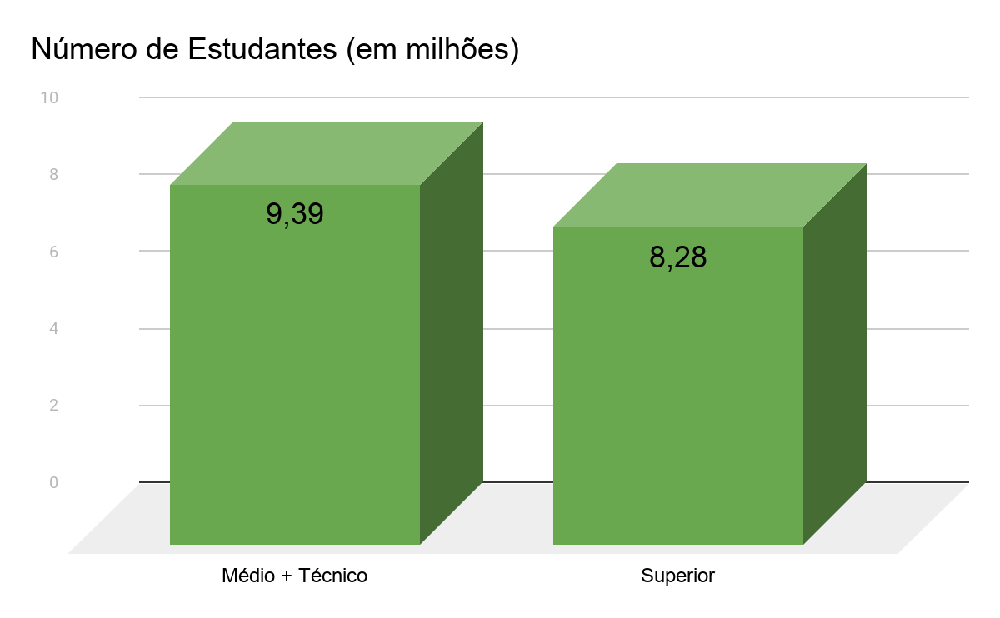 Número de Estudantes (em milhões)
10
8
6
4
2
0
9,39
8,28
Médio + Técnico
Superior